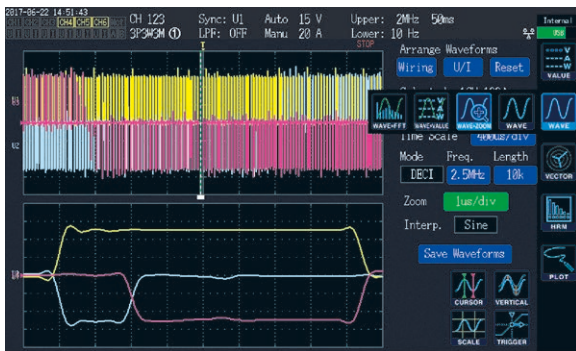 2017-06-22 14:51:43
CH4 CH5 CH6
CH 123 Sync: U1 Auto 15 V Upper: 2MHz 50ms
3P3W3M ① LPF: OFF Manu 20 A Lower: 10 Hz
Internal
USB
STOP
T
Arrange Waveforms
Wiring U/I Reset
VALUE
WAVE+FFT WAVE+VALUE WAVE+ZOOM WAVE WAVE
Time Scale 400us/div
Mode Freq. Length
DECI 2.5MHz 10k
VECTOR
Zoom 1us/div
Interp. Sine
HRM
Save Waveforms
PLOT
CURSOR VERTICAL
SCALE TRIGGER